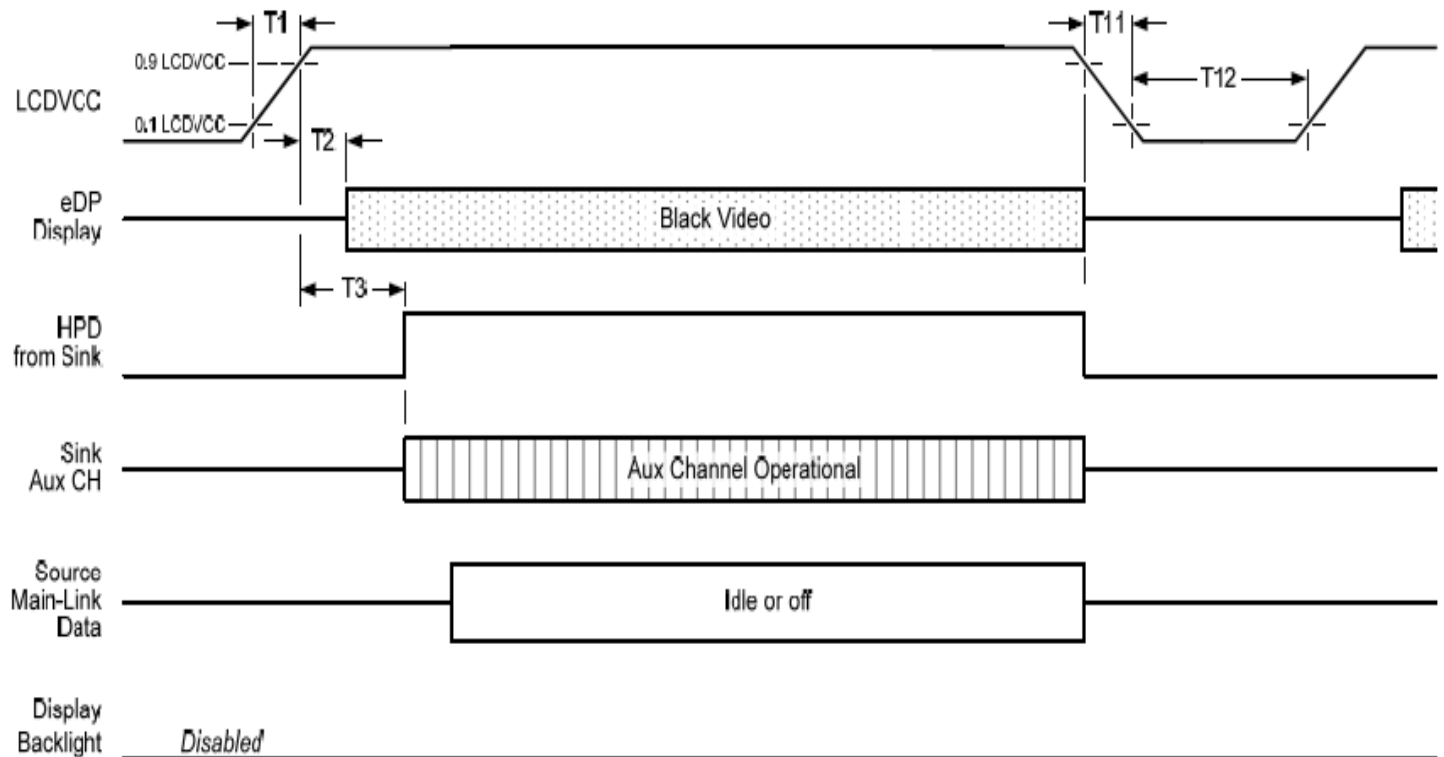 T1
T11
0.9 LCDVCC
LCDVCC
T12
0.1 LCDVCC
T2
eDP
Display
Black Video
T3
HPD
from Sink
Sink
Aux CH
Aux Channel Operational
Source
Main-Link
Data
Idle or off
Display
Backlight
Disabled